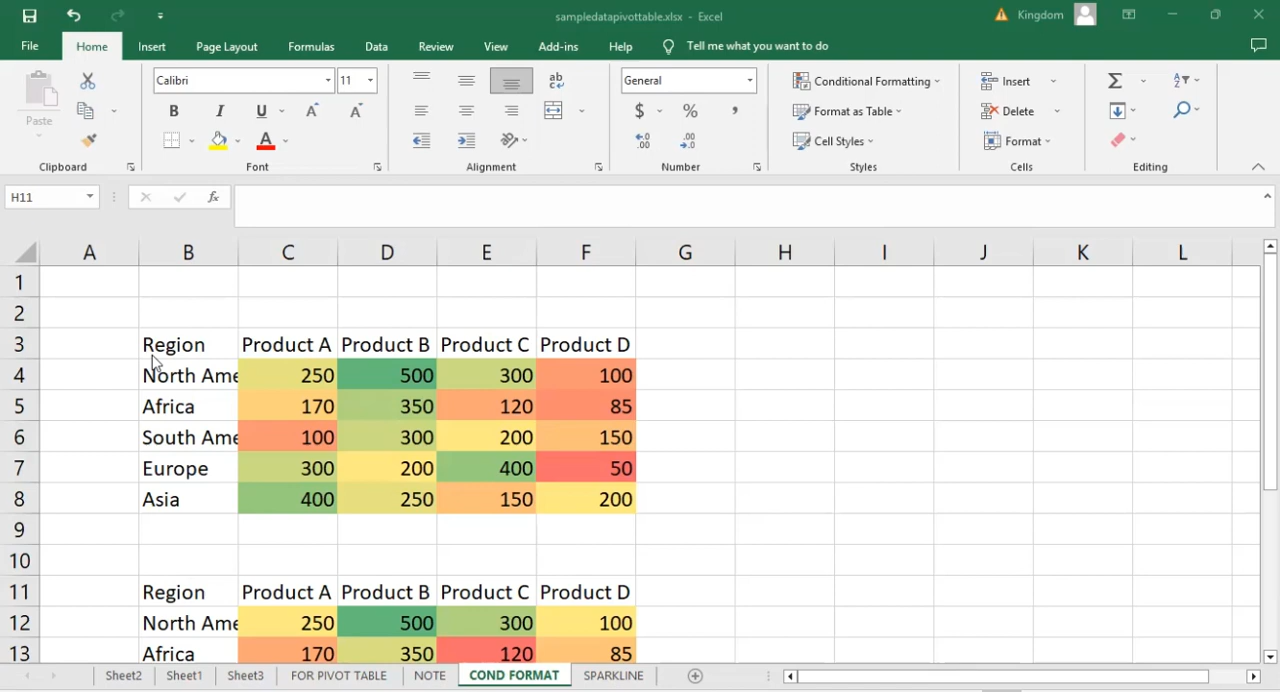 sampledatapivottable.xlsx - Excel
Kingdom
File Home Insert Page Layout Formulas Data Review View Add-ins Help Tell me what you want to do
Paste
Calibri 11
B I U A A
A
ab
General
$ % ,
.00 .00
Conditional Formatting
Format as Table
Cell Styles
Insert
Delete
Format
Clipboard Font Alignment Number Styles Cells Editing
H11 fx
A B C D E F G H I J K L
1
2
3 Region Product A Product B Product C Product D
4 North Ame 250 500 300 100
5 Africa 170 350 120 85
6 South Ame 100 300 200 150
7 Europe 300 200 400 50
8 Asia 400 250 150 200
9
10
11 Region Product A Product B Product C Product D
12 North Ame 250 500 300 100
13 Africa 170 350 120 85
Sheet2 Sheet1 Sheet3 FOR PIVOT TABLE NOTE COND FORMAT SPARKLINE